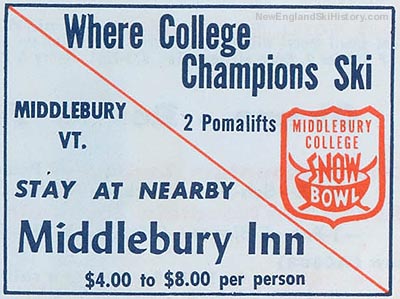 NewEnglandSkiHistory.com
Where College
Champions Ski
MIDDLEBURY
VT.
2 Pomalifts
MIDDLEBURY
COLLEGE
SNOW
BOWL
STAY AT NEARBY
Middlebury Inn
$4.00 to $8.00 per person